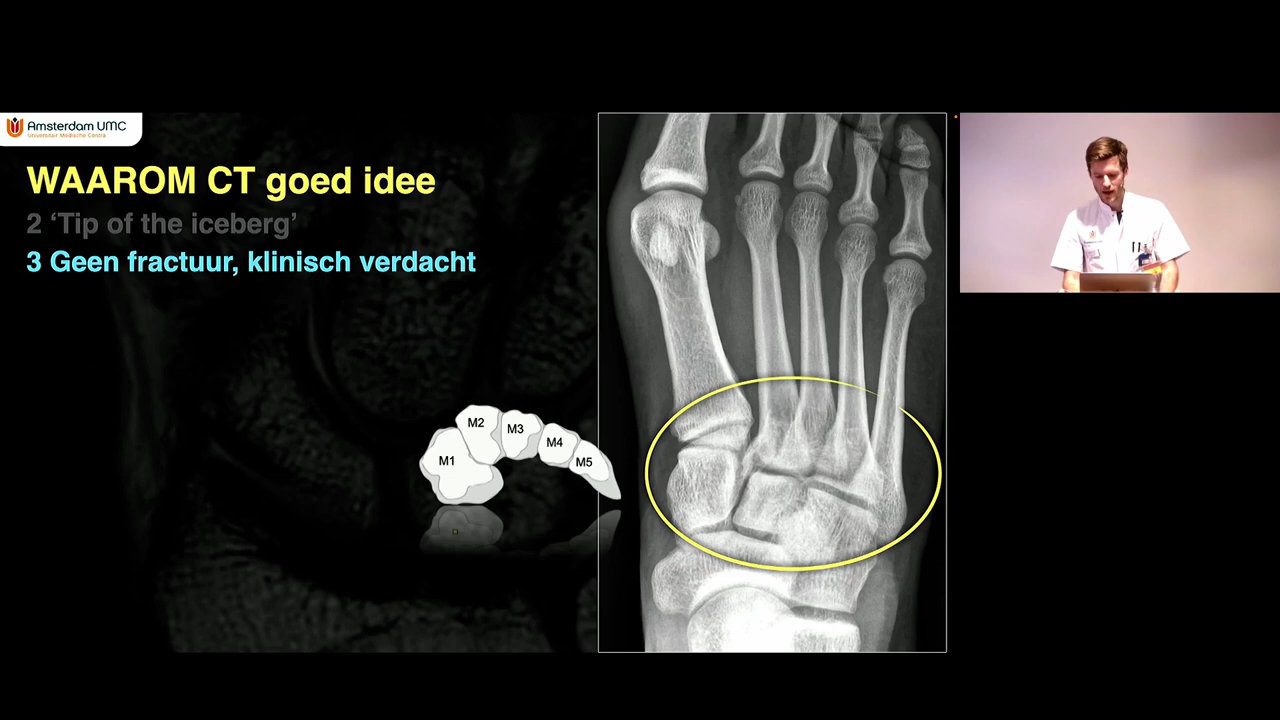 Amsterdam UMC
Universitair Medische Centra
WAAROM CT goed idee
2 ‘Tip of the iceberg’
3 Geen fractuur, klinisch verdacht
M1
M2
M3
M4
M5